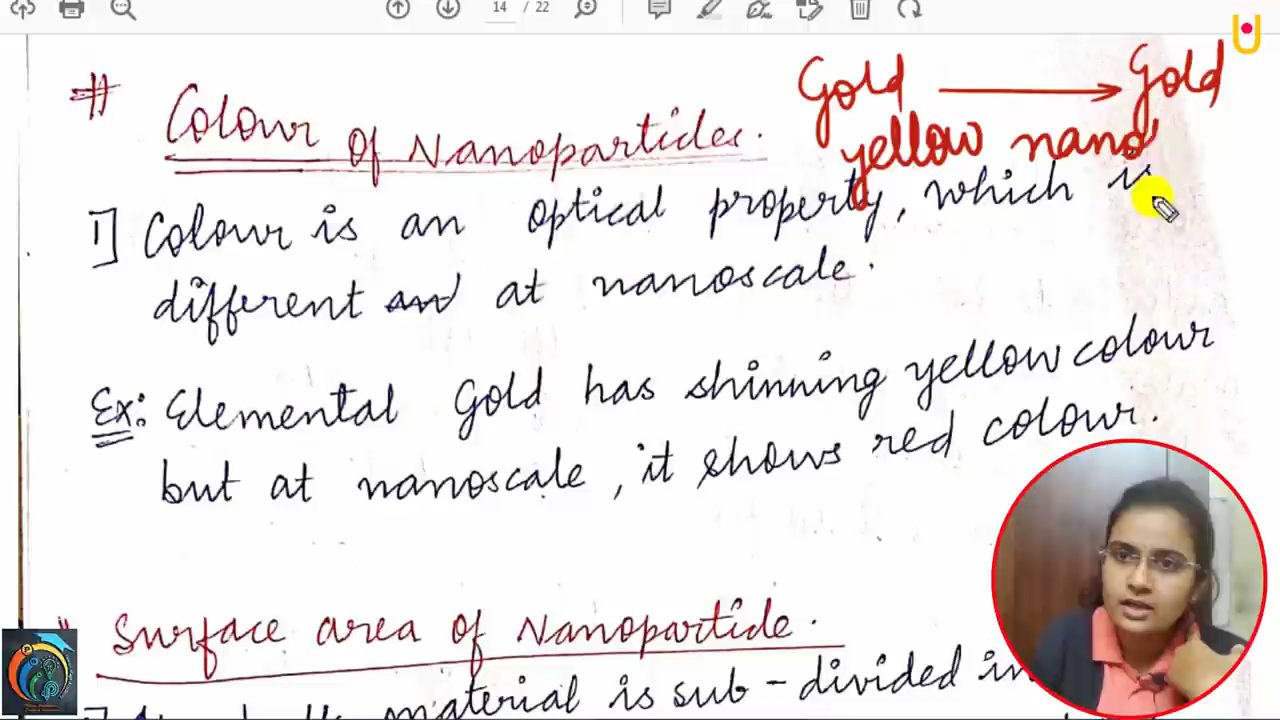 14 / 22
Gold → Gold
yellow nano
# Colour of Nanoparticles.
1] Colour is an optical property, which is
different and at nanoscale.
Ex: Elemental Gold has shinning yellow colour
but at nanoscale, it shows red colour.
Surface area of Nanoparticle.
material is sub-divided in